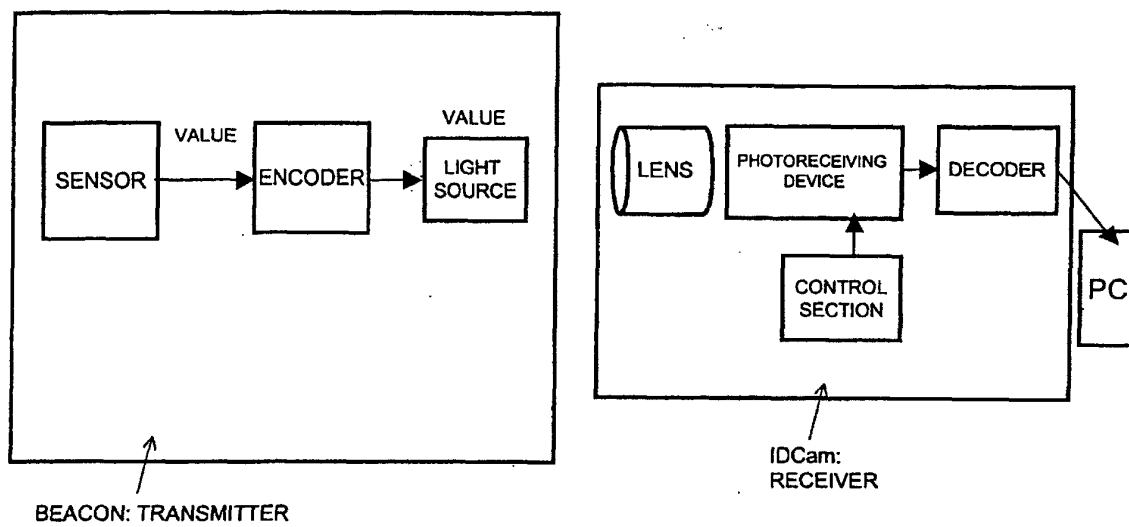 SENSOR
VALUE
ENCODER
VALUE
LIGHT
SOURCE
BEACON: TRANSMITTER
LENS
PHOTORECEIVING
DEVICE
DECODER
CONTROL
SECTION
PC
IDCam:
RECEIVER